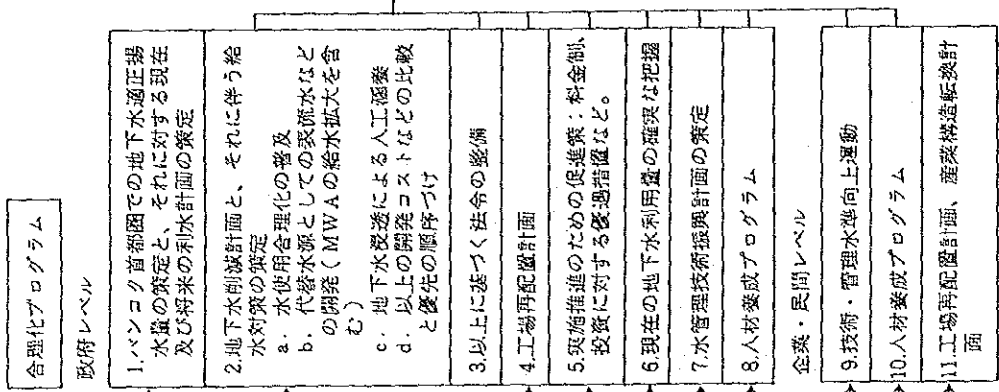 合理化プログラム
政府レベル
1.バンコク首都圏での地下水適正揚
水量の策定と、それに対する現在
及び将来の利水計画の策定
2.地下水削減計画と、それに伴う給
水対策の策定
a. 水使用合理化の普及
b. 代替水源としての表流水など
の開発(MWAの給水拡大を含
む)
c. 地下水浸透による人工涵養
d. 以上の開発コストなどの比較
と優先の順序づけ
3.以上に基づく法令の整備
4.工場再配置計画
5.実施推進のための促進策:料金制、
投資に対する優遇措置など。
6.現在の地下水利用量の確実な把握
7.水管理技術振興計画の策定
8.人材養成プログラム
企業・民間レベル
9.技術・管理水準向上運動
10.人材養成プログラム
11.工場再配置計画、産業構造転換計
画